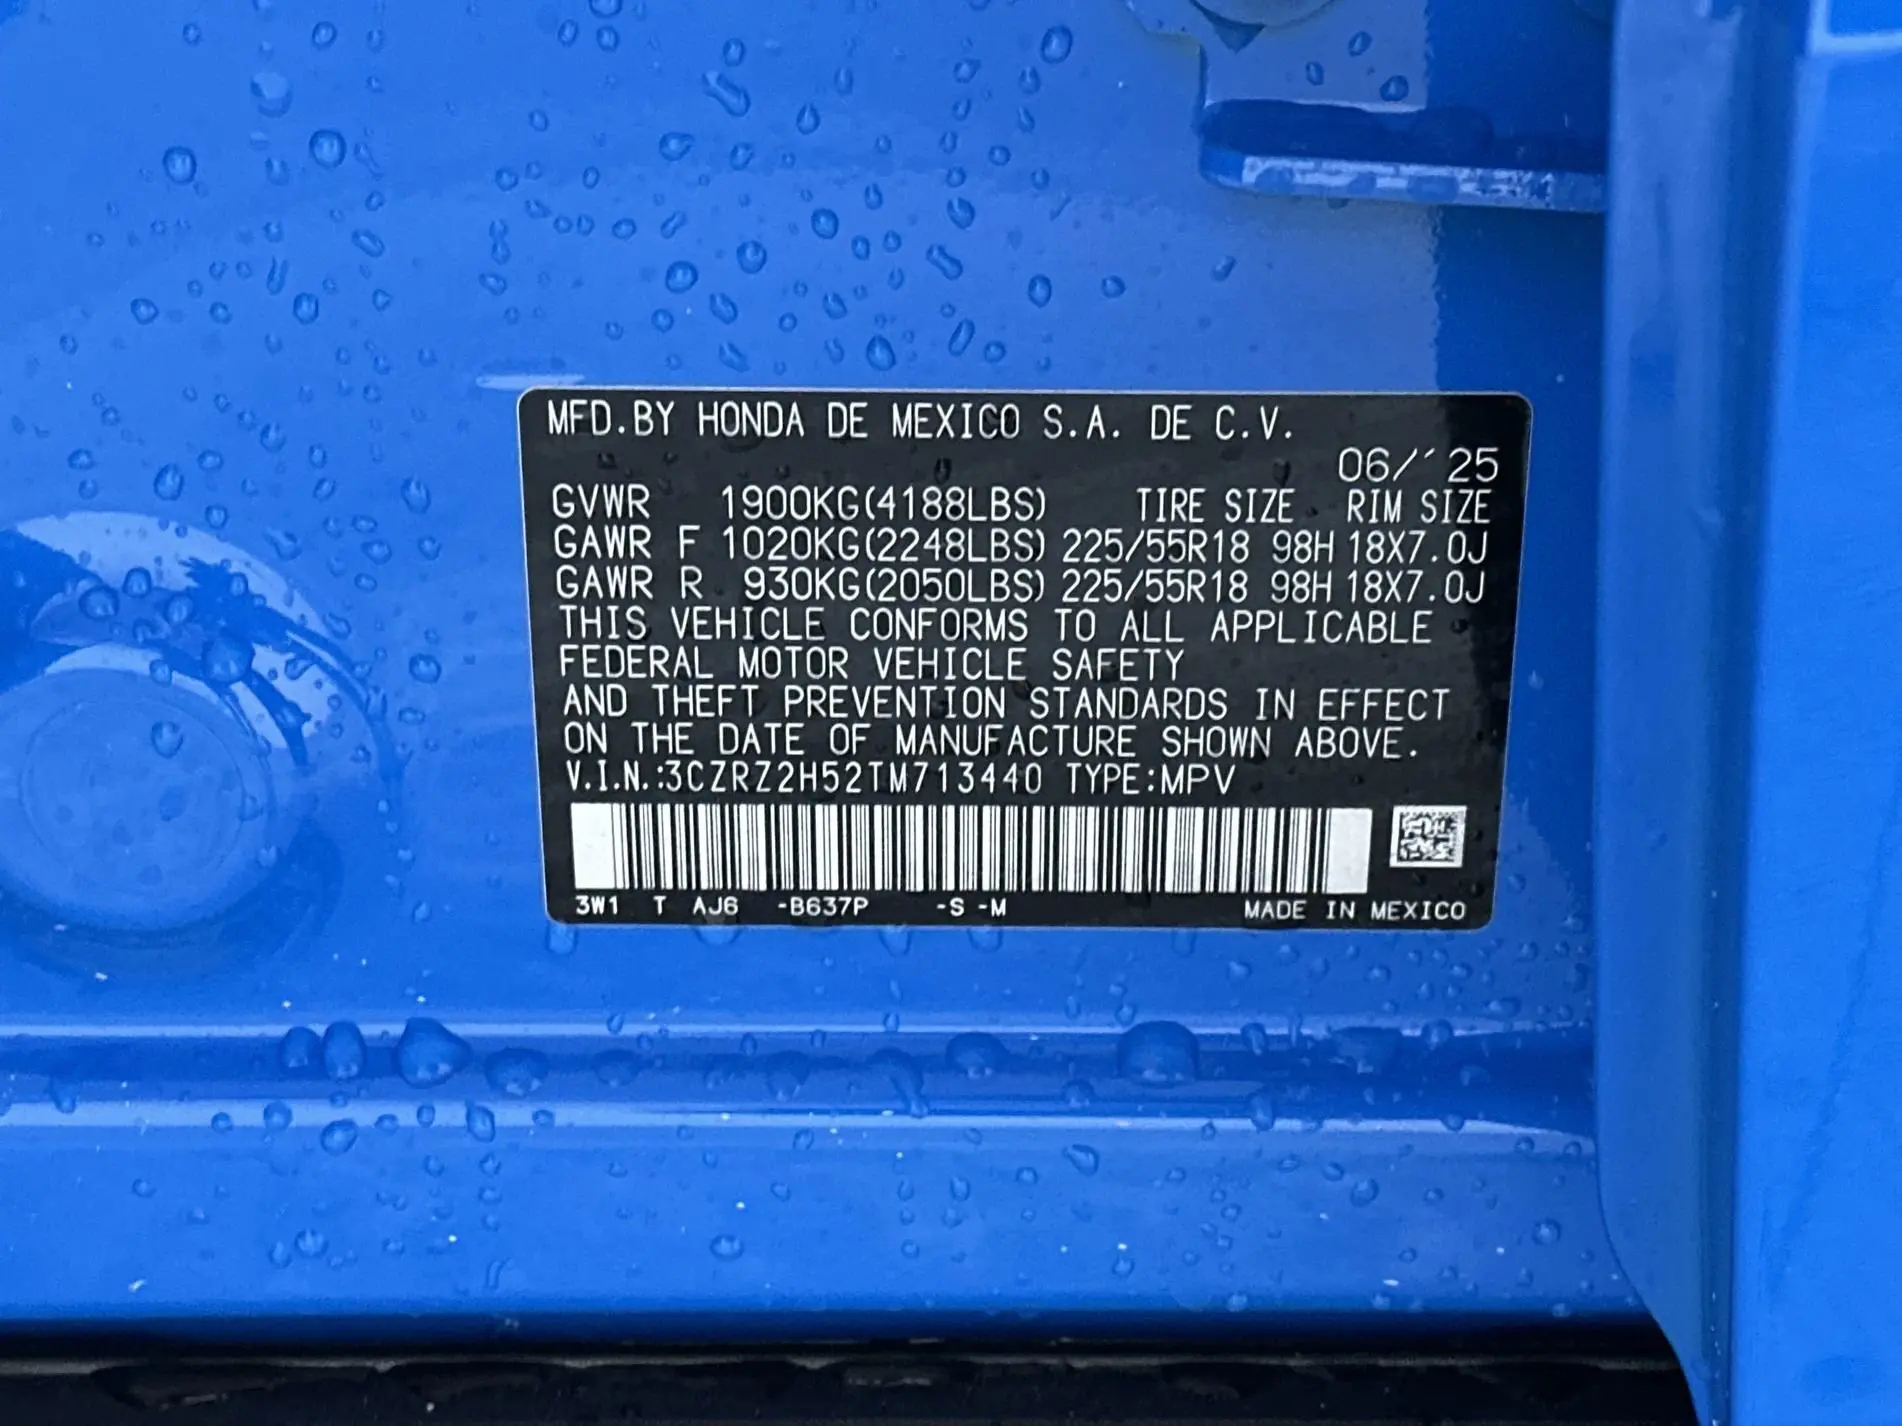 MFD.BY HONDA DE MEXICO S.A. DE C.V.
06/´25
GVWR 1900KG(4188LBS) TIRE SIZE RIM SIZE
GAWR F 1020KG(2248LBS) 225/55R18 98H 18X7.0J
GAWR R 930KG(2050LBS) 225/55R18 98H 18X7.0J
THIS VEHICLE CONFORMS TO ALL APPLICABLE
FEDERAL MOTOR VEHICLE SAFETY
AND THEFT PREVENTION STANDARDS IN EFFECT
ON THE DATE OF MANUFACTURE SHOWN ABOVE.
V.I.N.:3CZRZ2H52TM713440 TYPE:MPV
3W1 T AJ6 -B637P -S -M MADE IN MEXICO